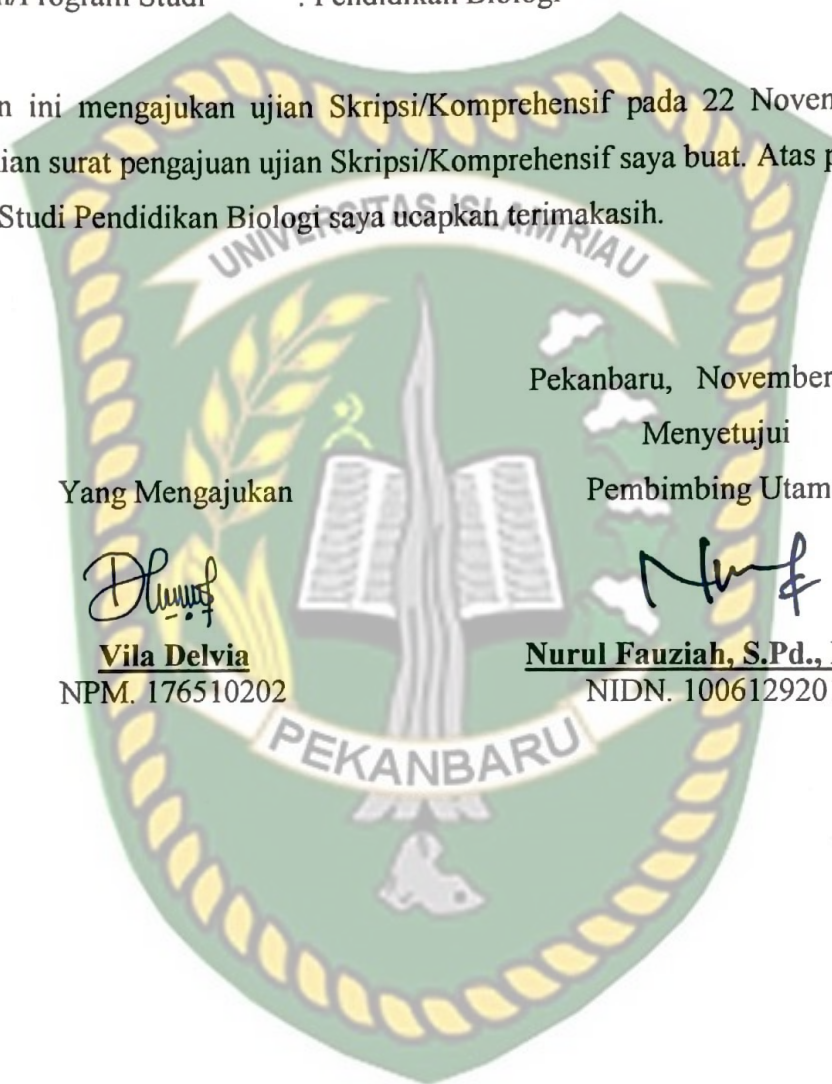 n/Program Studi : Pendidikan Biologi
n ini mengajukan ujian Skripsi/Komprehensif pada 22 Noven
ian surat pengajuan ujian Skripsi/Komprehensif saya buat. Atas p
Studi Pendidikan Biologi saya ucapkan terimakasih.
UNIVERSITAS ISLAM RIAU
Pekanbaru, November
Menyetujui
Yang Mengajukan Pembimbing Utam
Vila Delvia Nurul Fauziah, S.Pd.,
NPM. 176510202 NIDN. 100612920
PEKANBARU